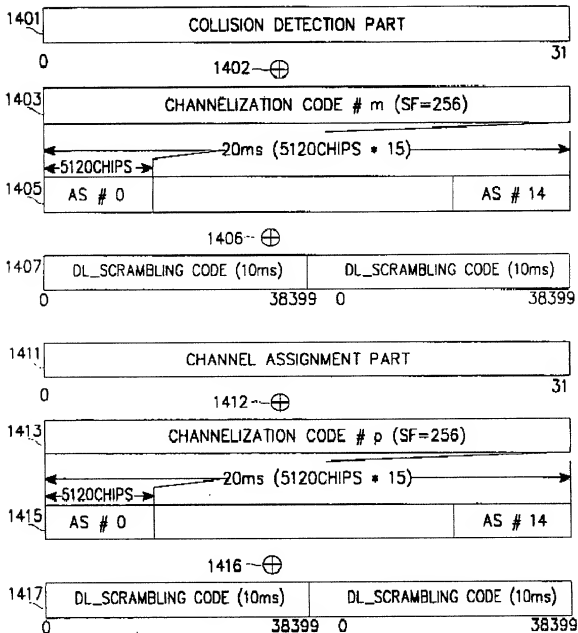 1401 COLLISION DETECTION PART
0 31
1402 ⊕
1403 CHANNELIZATION CODE # m (SF=256)
20ms (5120CHIPS * 15)
5120CHIPS
1405 AS # 0 AS # 14
1406 ⊕
1407 DL_SCRAMBLING CODE (10ms) DL_SCRAMBLING CODE (10ms)
0 38399 0 38399
1411 CHANNEL ASSIGNMENT PART
0 31
1412 ⊕
1413 CHANNELIZATION CODE # p (SF=256)
20ms (5120CHIPS * 15)
5120CHIPS
1415 AS # 0 AS # 14
1416 ⊕
1417 DL_SCRAMBLING CODE (10ms) DL_SCRAMBLING CODE (10ms)
0 38399 0 38399